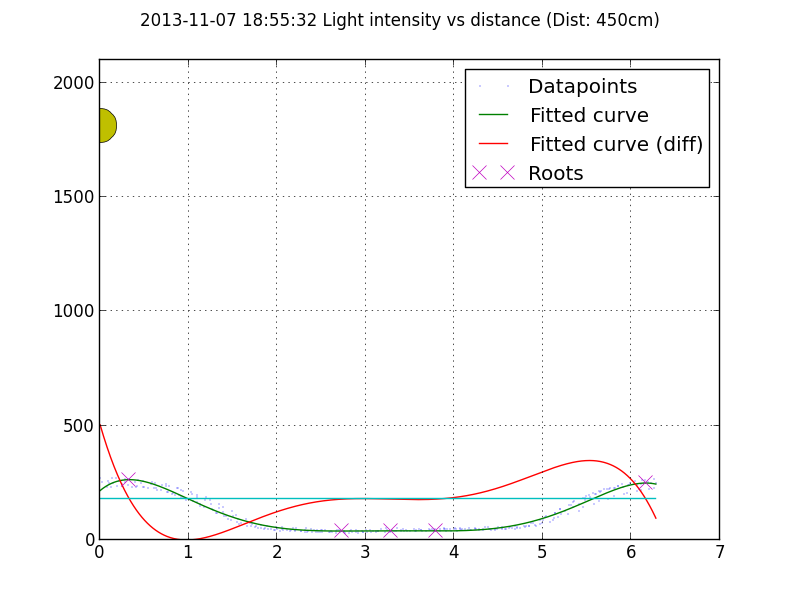 2013-11-07 18:55:32 Light intensity vs distance (Dist: 450cm)
2000
1500
1000
500
0
Datapoints
Fitted curve
Fitted curve (diff)
Roots
0 1 2 3 4 5 6 7